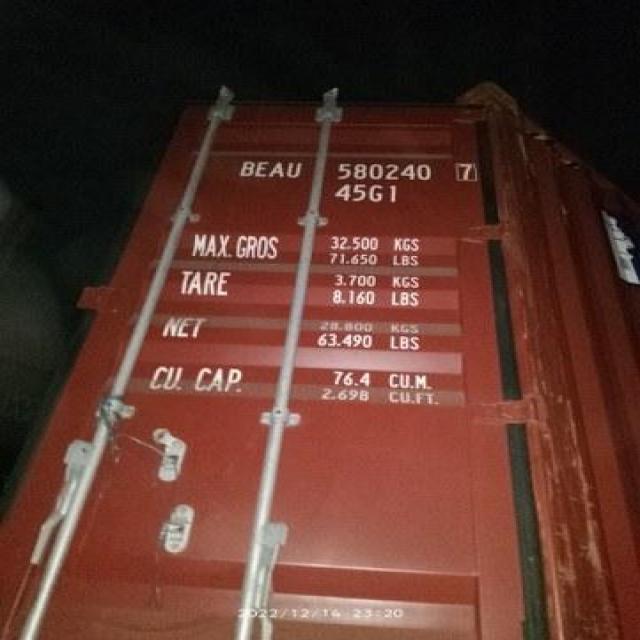 BEAU 580240 7
45G1
MAX. GROS 32.500 KGS
71.650 LBS
TARE 3.700 KGS
8.160 LBS
NET 28.800 KGS
63.490 LBS
CU. CAP. 76.4 CU.M.
2.698 CU.FT.
2022/12/14 23:20